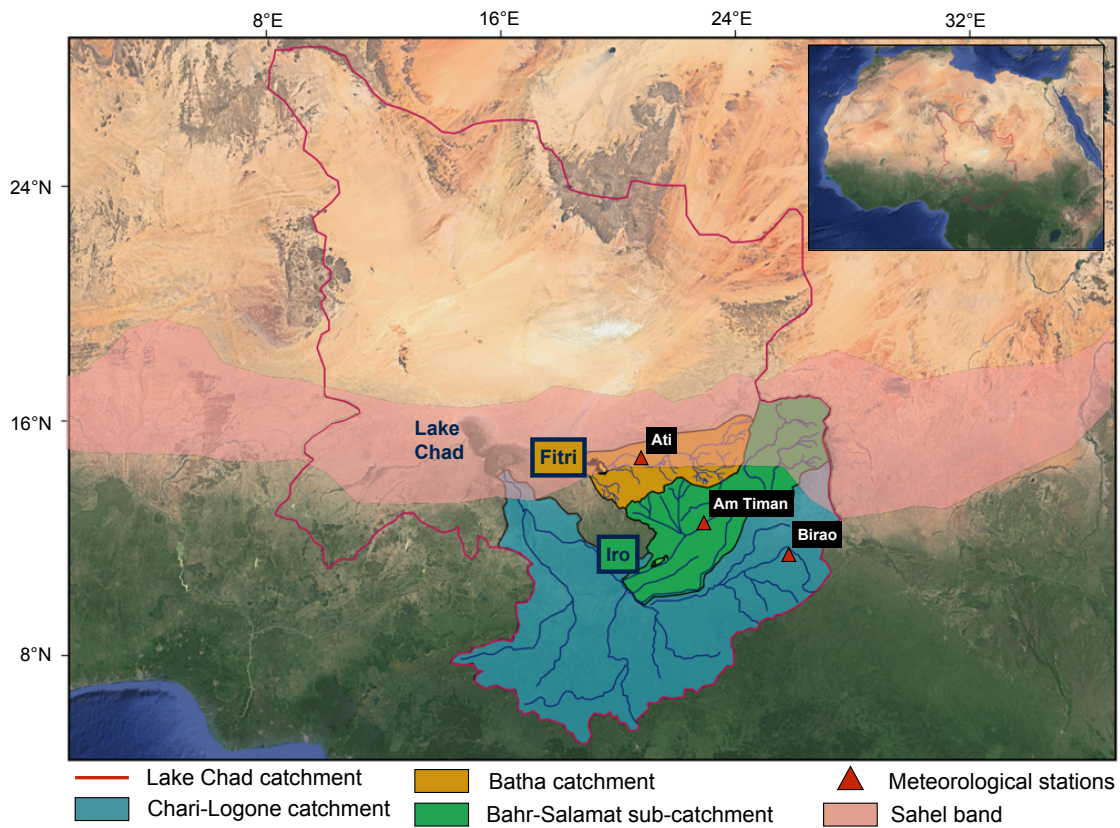 8°E 16°E 24°E 32°E
24°N
16°N
8°N
Lake
Chad
Fitri
Ati
Am Timan
Birao
Iro
Lake Chad catchment
Batha catchment
Meteorological stations
Chari-Logone catchment
Bahr-Salamat sub-catchment
Sahel band